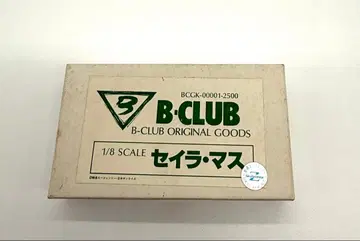 BCGK-00001-2500
B
B-CLUB
B-CLUB ORIGINAL GOODS
1/8 SCALE セイラ・マス